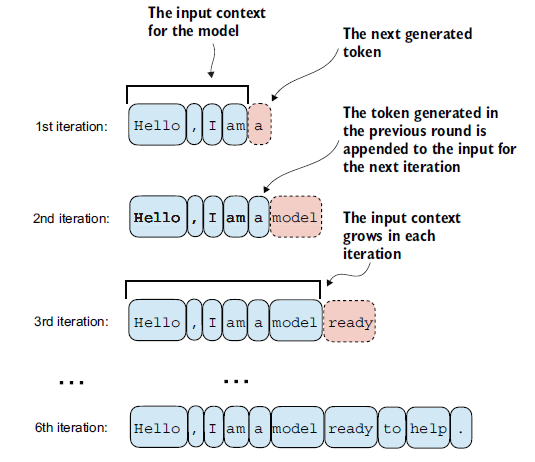 The input context
for the model
The next generated
token
1st iteration: Hello , I am a
The token generated in
the previous round is
appended to the input for
the next iteration
2nd iteration: Hello , I am a model
The input context
grows in each
iteration
3rd iteration: Hello , I am a model ready
... ...
6th iteration: Hello , I am a model ready to help .